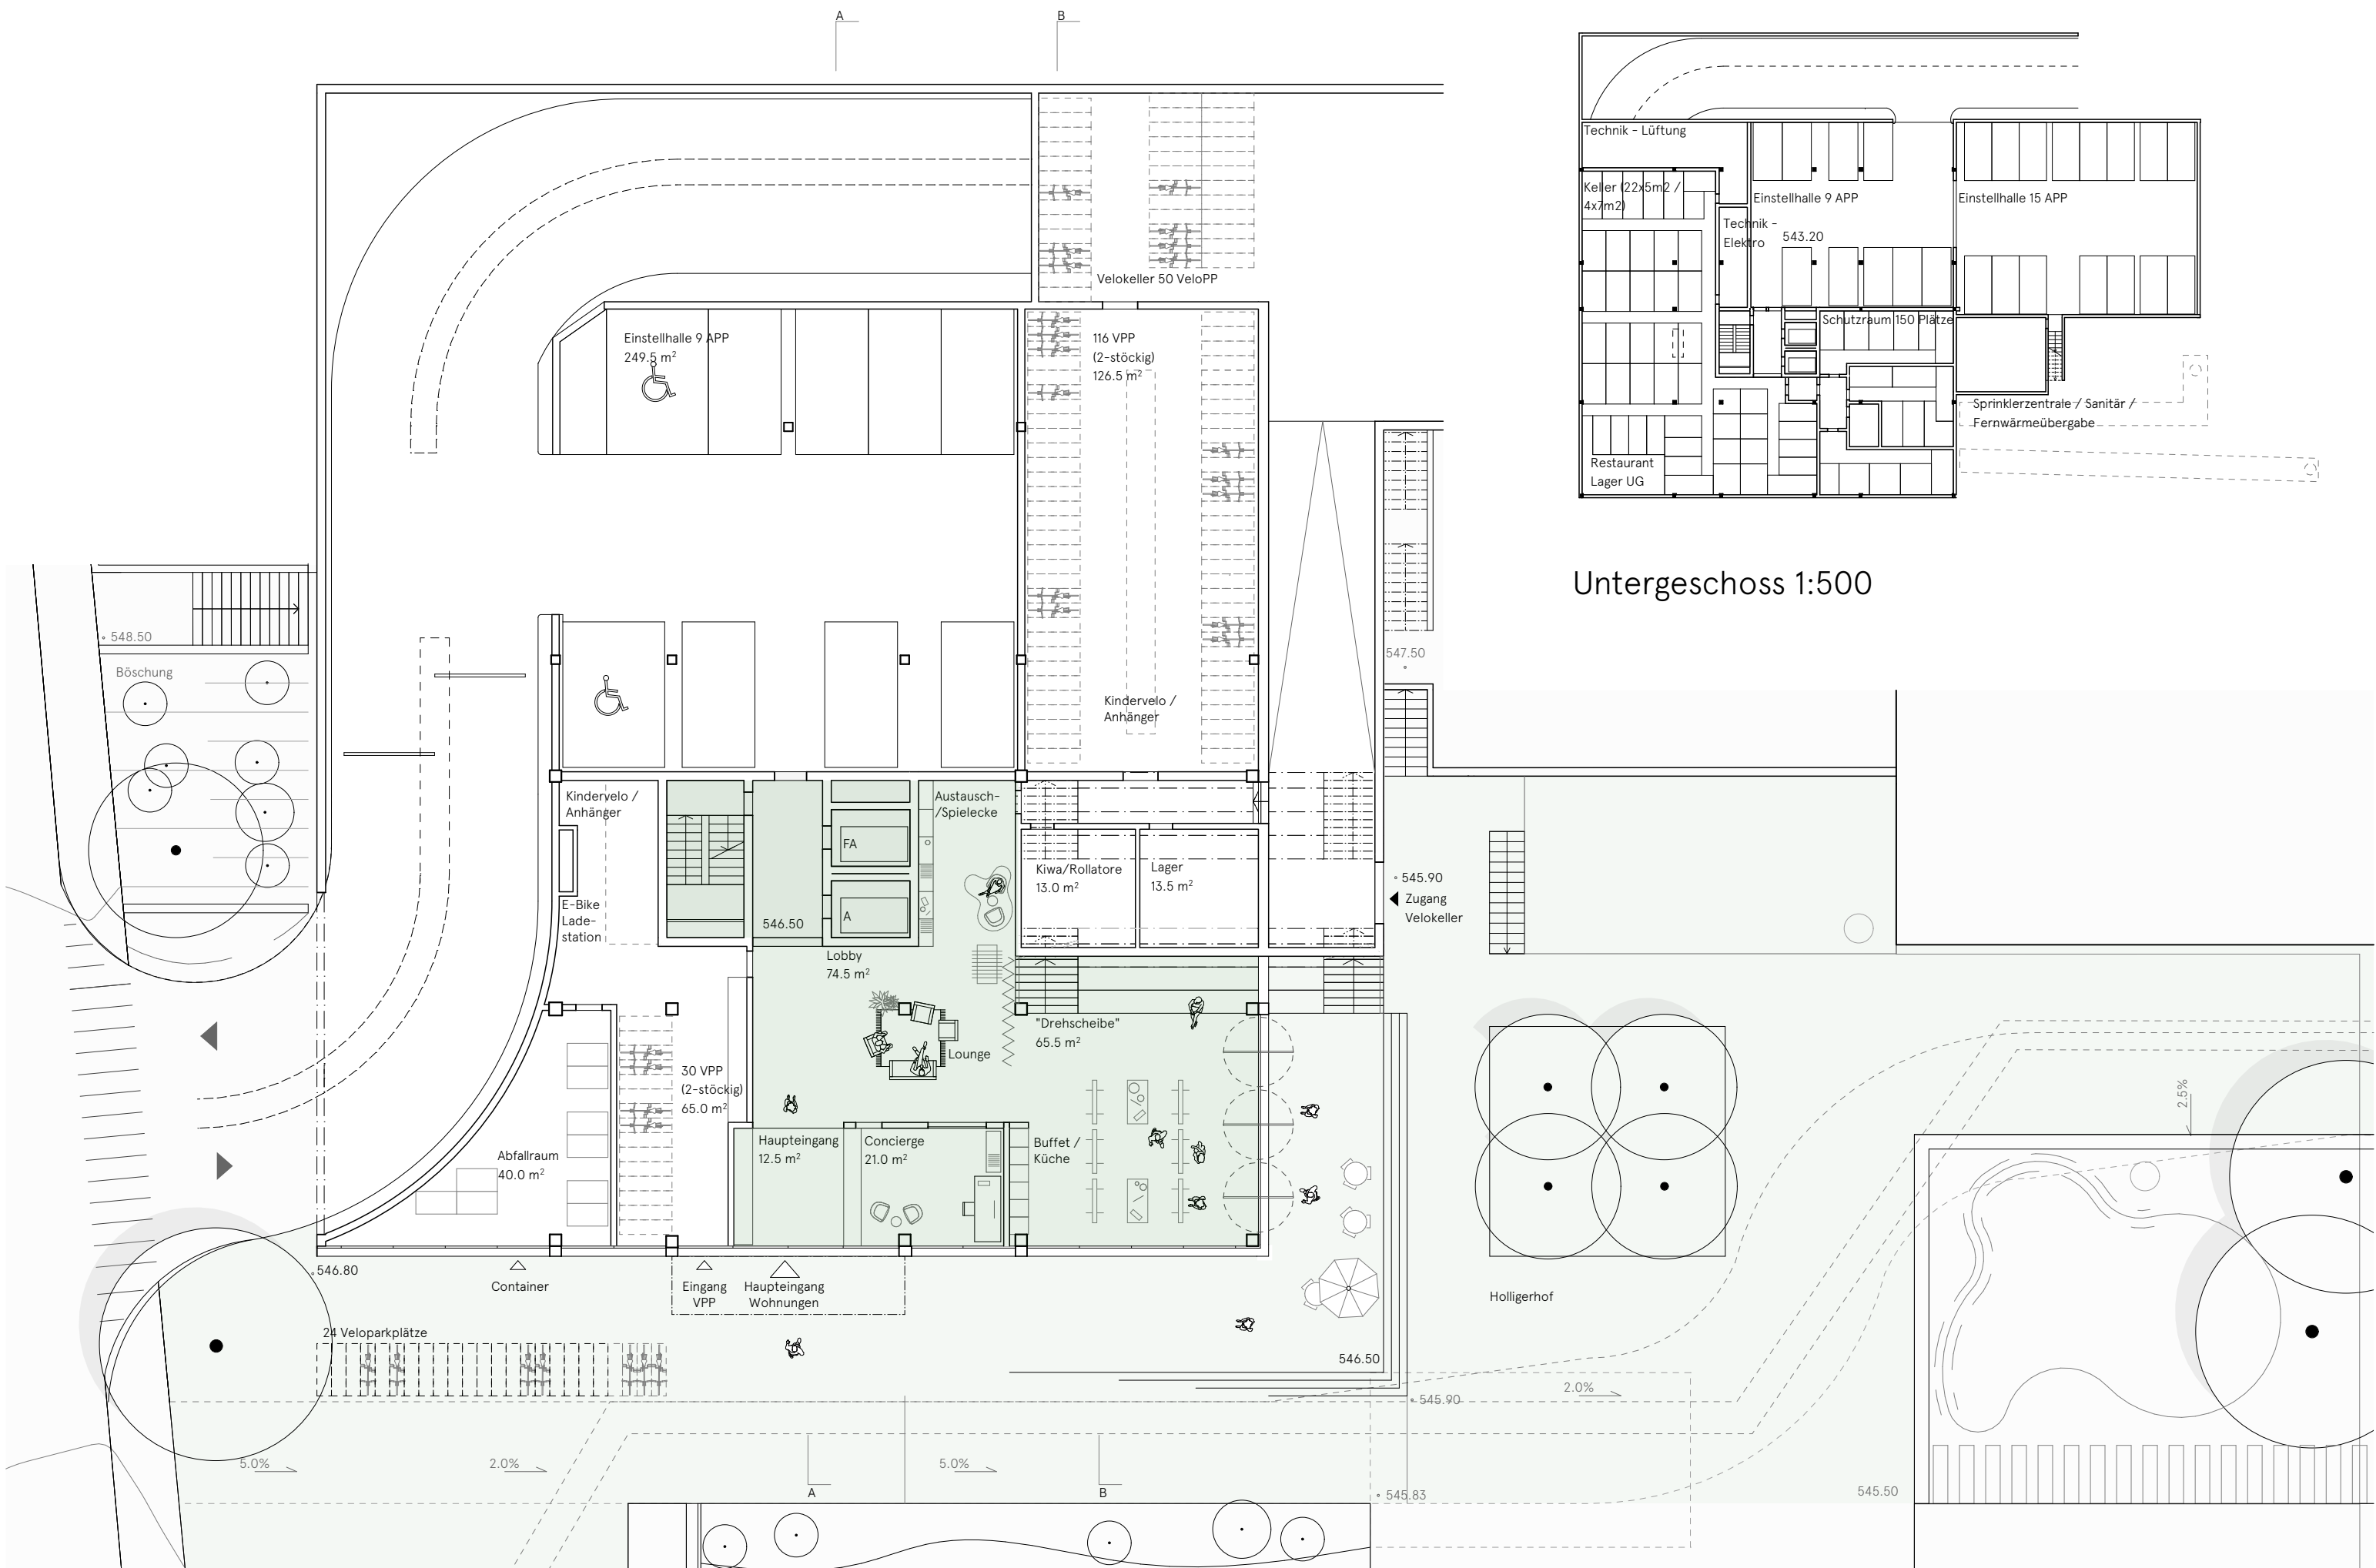 A
B
Technik - Lüftung
Keller (22x5m2 /
4x7m2)
Einstellhalle 9 APP
Einstellhalle 15 APP
Technik -
Elektro
543.20
Schutzraum 150 Plätze
Sprinklerzentrale / Sanitär /
Fernwärmeübergabe
Restaurant
Lager UG
Untergeschoss 1:500
Velokeller 50 VeloPP
Einstellhalle 9 APP
249.5 m²
116 VPP
(2-stöckig)
126.5 m²
548.50
Böschung
547.50
Kindervelo /
Anhänger
Kindervelo /
Anhänger
Austausch-
/Spielecke
FA
A
Kiwa/Rollatore
13.0 m²
Lager
13.5 m²
545.90
Zugang
Velokeller
E-Bike
Lade-
station
546.50
Lobby
74.5 m²
"Drehscheibe"
65.5 m²
Lounge
30 VPP
(2-stöckig)
65.0 m²
2.5%
Abfallraum
40.0 m²
Haupteingang
12.5 m²
Concierge
21.0 m²
Buffet /
Küche
546.80
Container
Eingang
VPP
Haupteingang
Wohnungen
Holligerhof
24 Veloparkplätze
546.50
545.90
2.0%
5.0%
2.0%
5.0%
A
B
545.83
545.50